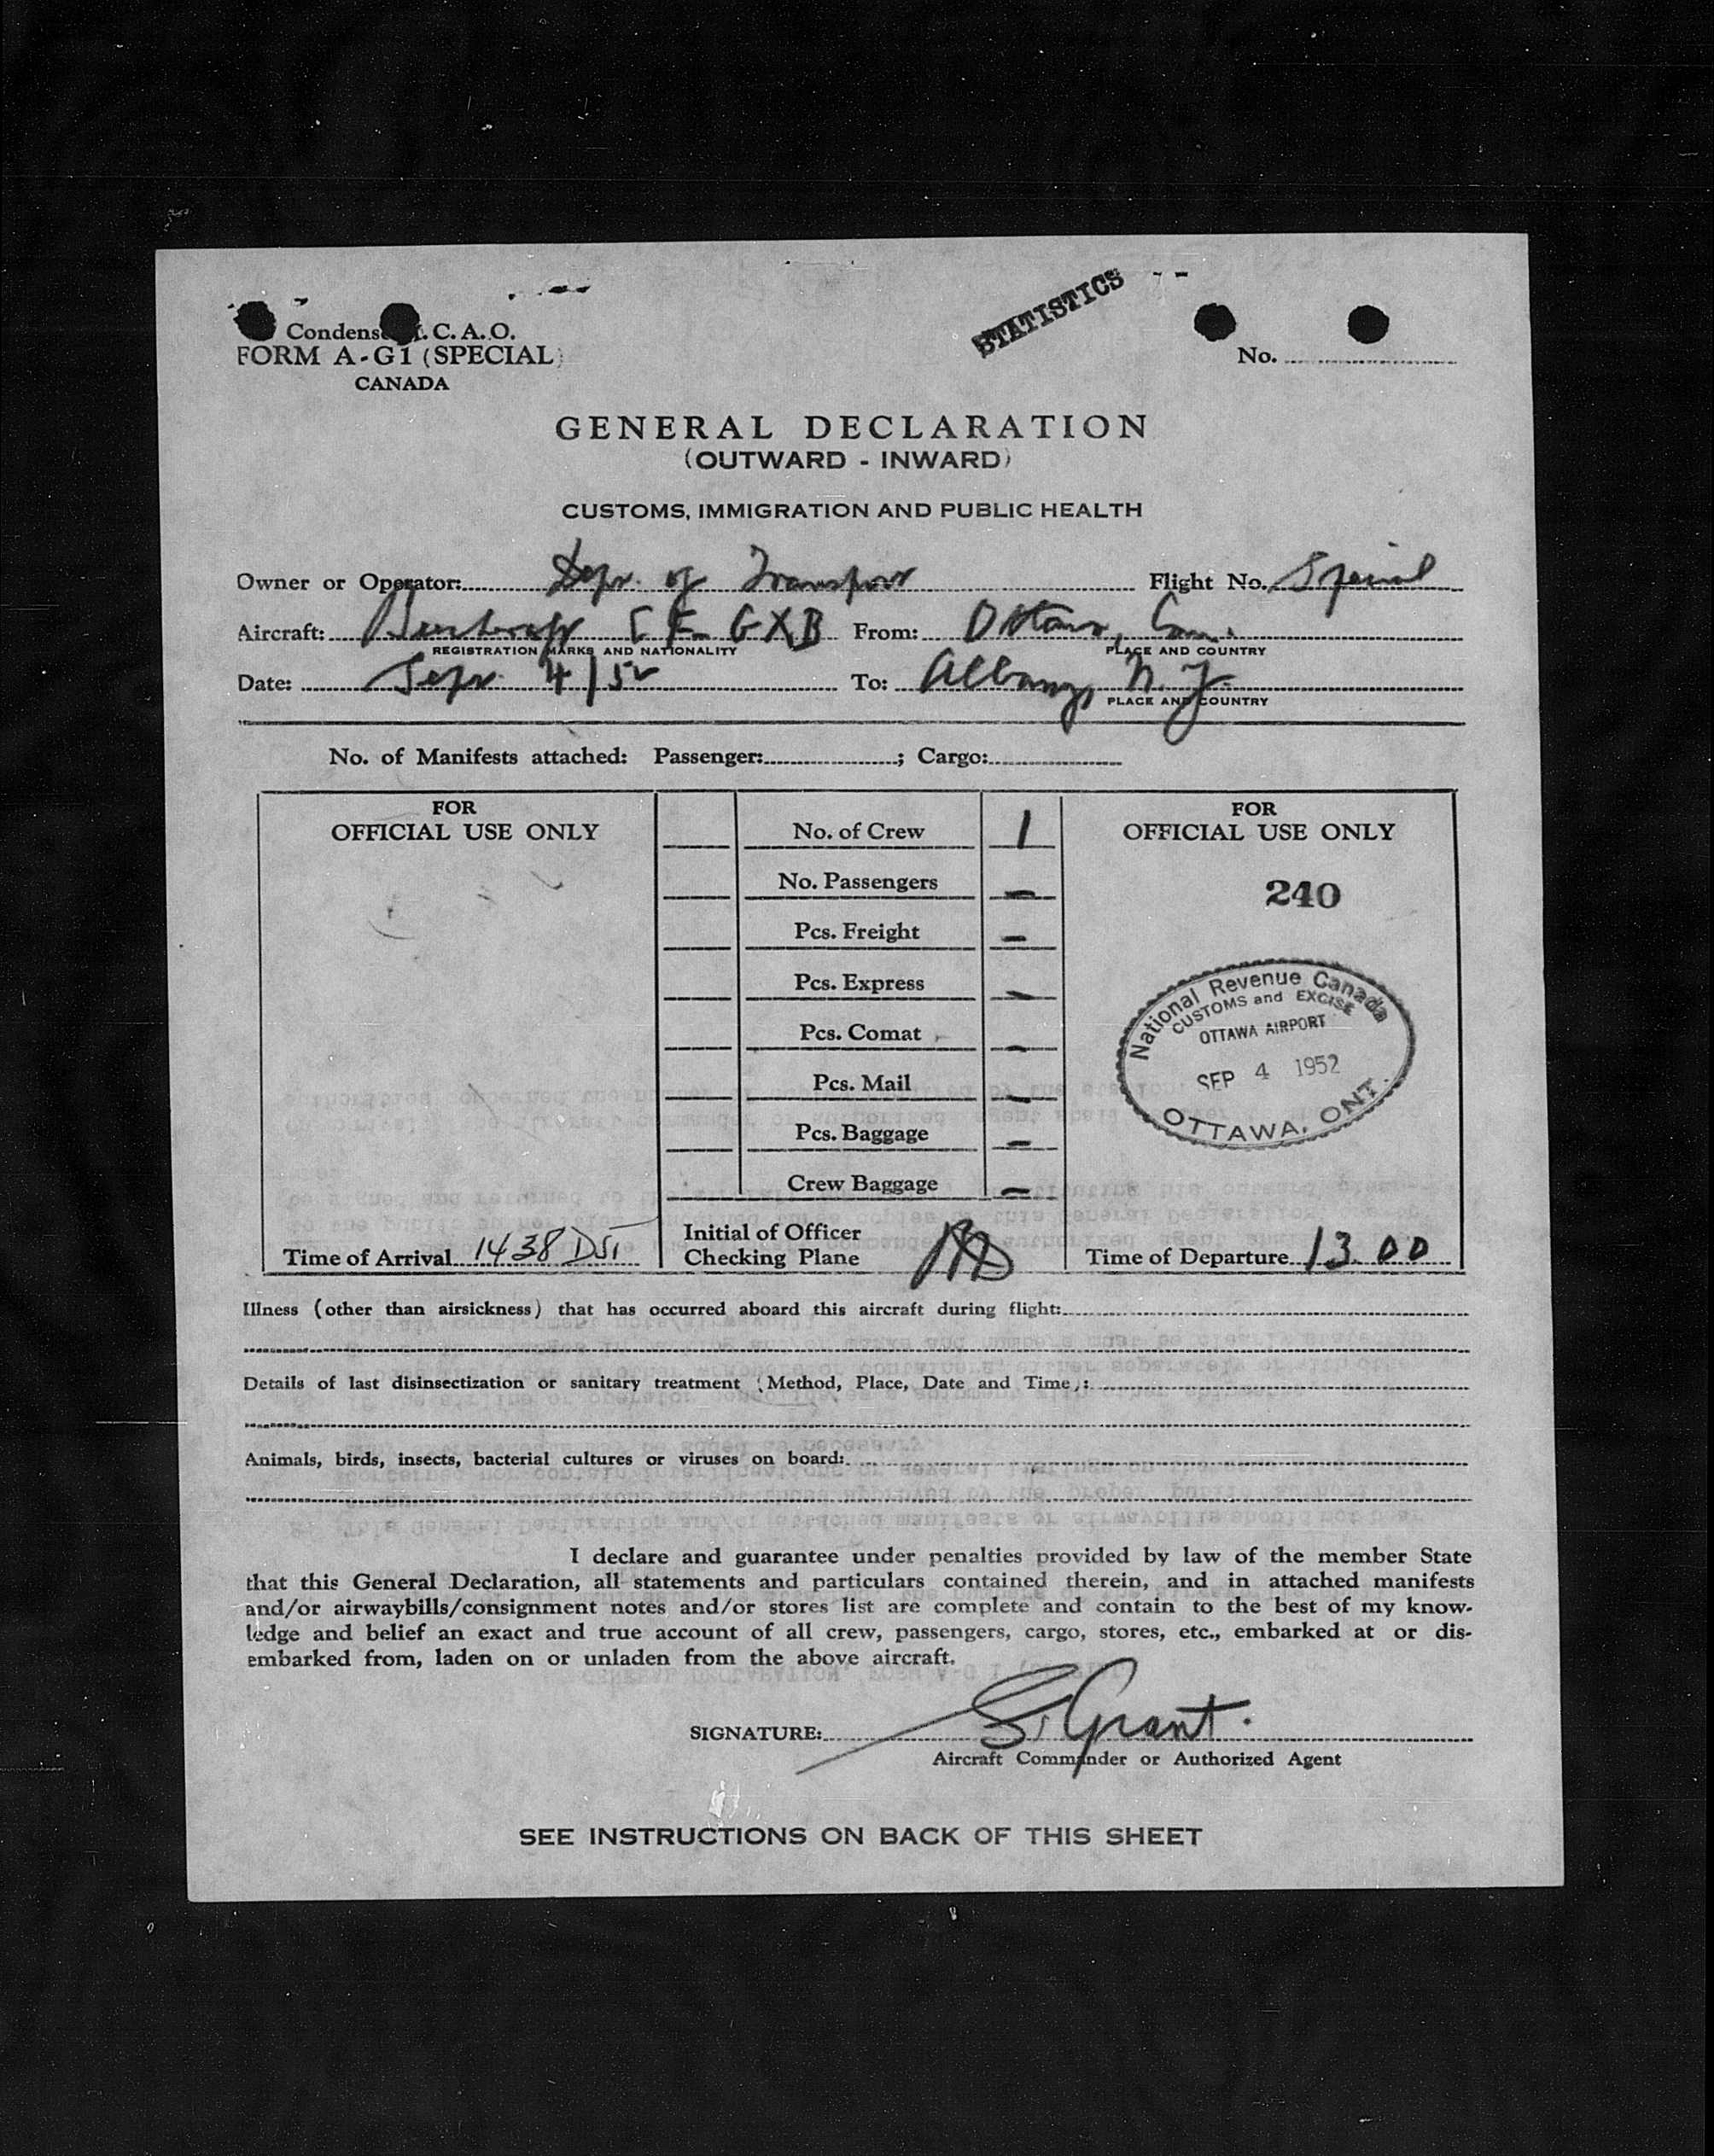 STATISTICS
Condens C. A. O.
FORM A-G1 (SPECIAL)
CANADA
No.
GENERAL DECLARATION
(OUTWARD - INWARD)
CUSTOMS, IMMIGRATION AND PUBLIC HEALTH
Owner or Operator: Dept. of Transport Flight No. Special
Aircraft: Beechcraft CF GXB From: Ottawa, Can.
REGISTRATION MARKS AND NATIONALITY PLACE AND COUNTRY
Date: Sept 4/52 To: Albany, N.Y.
PLACE AND COUNTRY
No. of Manifests attached: Passenger: ; Cargo:
FOR
OFFICIAL USE ONLY
No. of Crew 1
No. Passengers –
Pcs. Freight –
Pcs. Express –
Pcs. Comat –
Pcs. Mail –
Pcs. Baggage –
Crew Baggage –
FOR
OFFICIAL USE ONLY
240
National Revenue Canada
CUSTOMS and EXCISE
OTTAWA AIRPORT
SEP 4 1952
OTTAWA, ONT.
Time of Arrival 1438 DST
Initial of Officer
Checking Plane
Time of Departure 13.00
Illness (other than airsickness) that has occurred aboard this aircraft during flight:
Details of last disinsectization or sanitary treatment (Method, Place, Date and Time):
Animals, birds, insects, bacterial cultures or viruses on board:
I declare and guarantee under penalties provided by law of the member State
that this General Declaration, all statements and particulars contained therein, and in attached manifests
and/or airwaybills/consignment notes and/or stores list are complete and contain to the best of my know-
ledge and belief an exact and true account of all crew, passengers, cargo, stores, etc., embarked at or dis-
embarked from, laden on or unladen from the above aircraft.
SIGNATURE: S. Grant.
Aircraft Commander or Authorized Agent
SEE INSTRUCTIONS ON BACK OF THIS SHEET